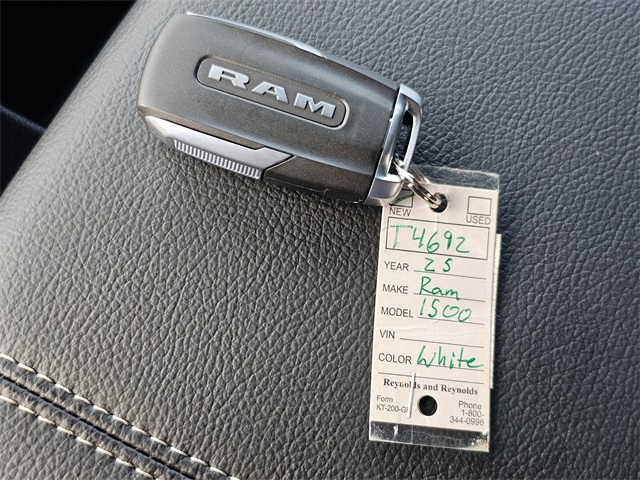 RAM
NEW USED
T4692
YEAR 25
MAKE Ram
MODEL 1500
VIN
COLOR White
Reynolds and Reynolds
Form Phone
KT-200-G 1-800-
344-0996